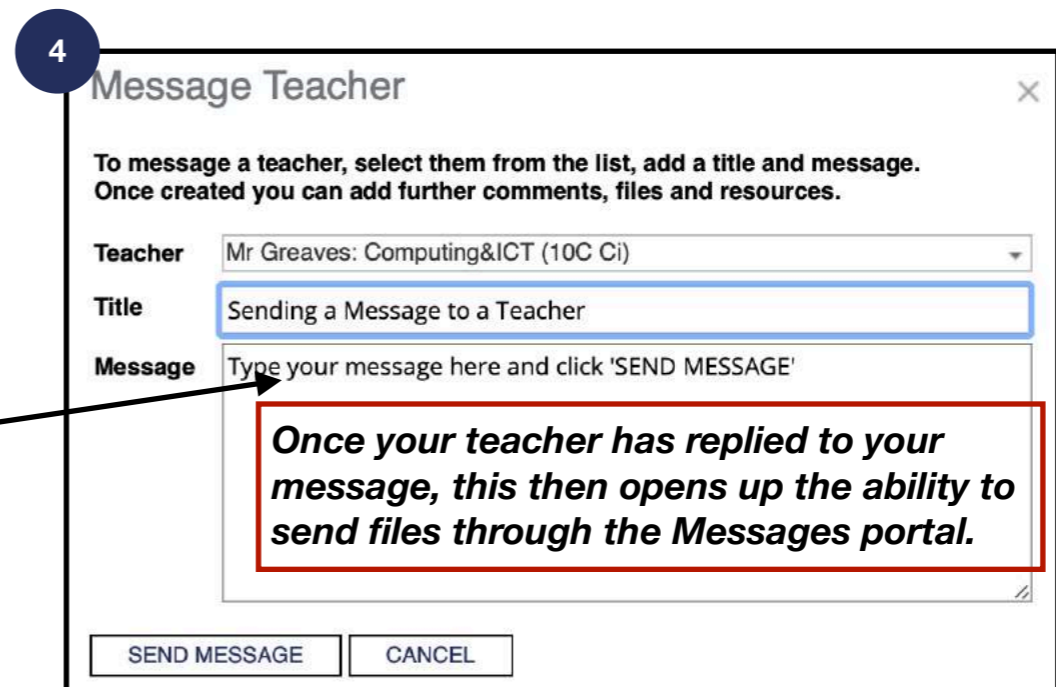 4
Message Teacher
To message a teacher, select them from the list, add a title and message.
Once created you can add further comments, files and resources.
Teacher Mr Greaves: Computing&ICT (10C Ci)
Title Sending a Message to a Teacher
Message Type your message here and click 'SEND MESSAGE'
Once your teacher has replied to your
message, this then opens up the ability to
send files through the Messages portal.
SEND MESSAGE CANCEL